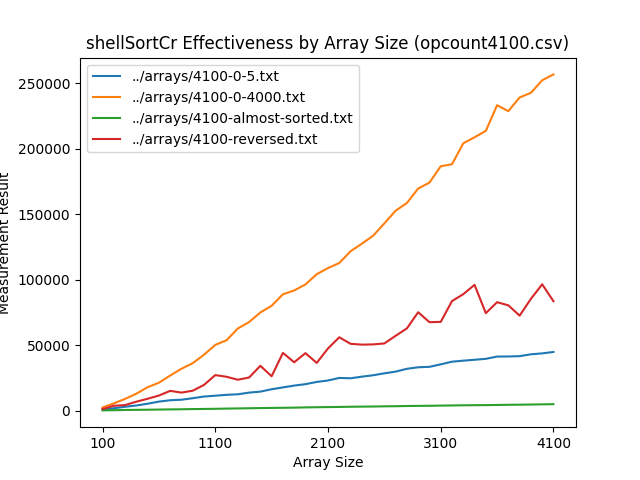 shellSortCr Effectiveness by Array Size (opcount4100.csv)
../arrays/4100-0-5.txt
../arrays/4100-0-4000.txt
../arrays/4100-almost-sorted.txt
../arrays/4100-reversed.txt
Measurement Result
250000
200000
150000
100000
50000
0
100
1100
2100
3100
4100
Array Size